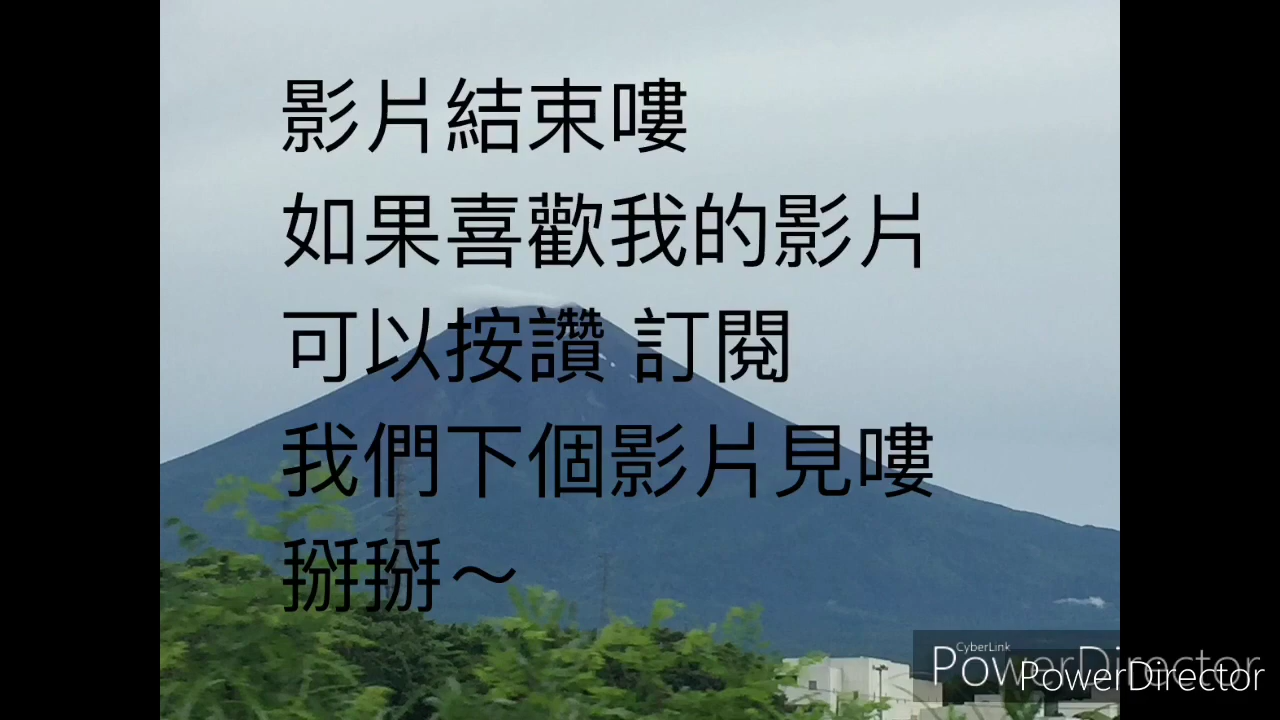 影片結束嘍
如果喜歡我的影片
可以按讚 訂閱
我們下個影片見嘍
掰掰～
CyberLink
PowerDirector
PowerDirector